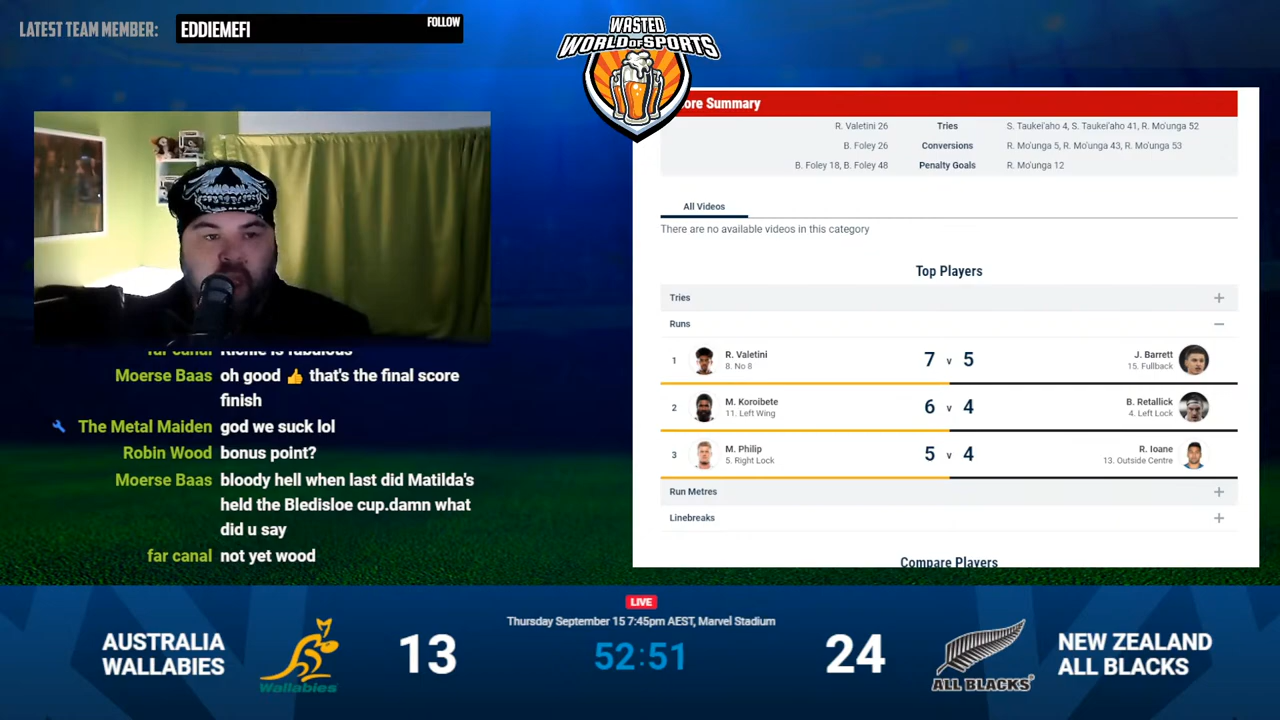 LATEST TEAM MEMBER:
EDDIEMEFI
FOLLOW
WASTED
WORLD OF SPORTS
ore Summary
R. Valetini 26 Tries S. Taukei'aho 4, S. Taukei'aho 41, R. Mo'unga 52
B. Foley 26 Conversions R. Mo'unga 5, R. Mo'unga 43, R. Mo'unga 53
B. Foley 18, B. Foley 48 Penalty Goals R. Mo'unga 12
All Videos
There are no available videos in this category
Top Players
Tries
Runs
1 R. Valetini 7 v 5 J. Barrett
8. No 8 15. Fullback
2 M. Koroibete 6 v 4 B. Retallick
11. Left Wing 4. Left Lock
3 M. Philip 5 v 4 R. Ioane
5. Right Lock 13. Outside Centre
Run Metres
Linebreaks
Compare Players
far canal Richie is fabulous
Moerse Baas oh good 👍 that's the final score
finish
The Metal Maiden god we suck lol
Robin Wood bonus point?
Moerse Baas bloody hell when last did Matilda's
held the Bledisloe cup.damn what
did u say
far canal not yet wood
LIVE
Thursday September 15 7:45pm AEST, Marvel Stadium
AUSTRALIA
WALLABIES
Wallabies
13
52:51
24
ALL BLACKS
NEW ZEALAND
ALL BLACKS